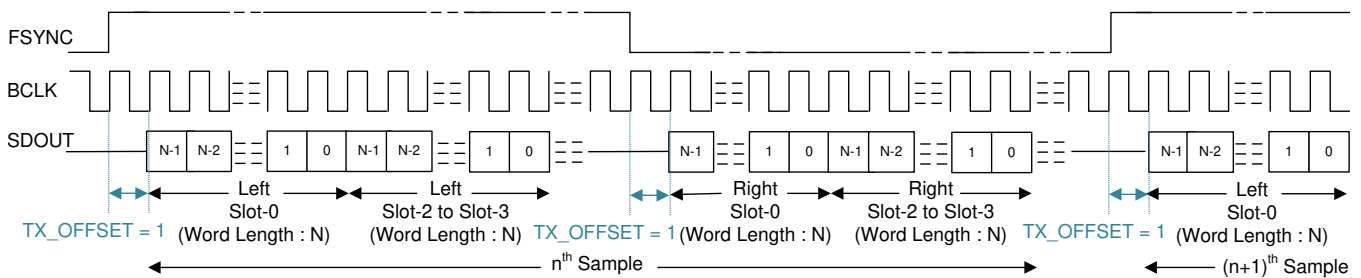 FSYNC
BCLK
SDOUT
N-1 N-2 1 0 N-1 N-2 1 0 N-1 1 0 N-1 N-2 1 0 N-1 N-2 1 0
Left Left Right Right Left
Slot-0 Slot-2 to Slot-3 Slot-0 Slot-2 to Slot-3 Slot-0
TX_OFFSET = 1 (Word Length : N) (Word Length : N) TX_OFFSET = 1 (Word Length : N) (Word Length : N) TX_OFFSET = 1 (Word Length : N)
nth Sample (n+1)th Sample